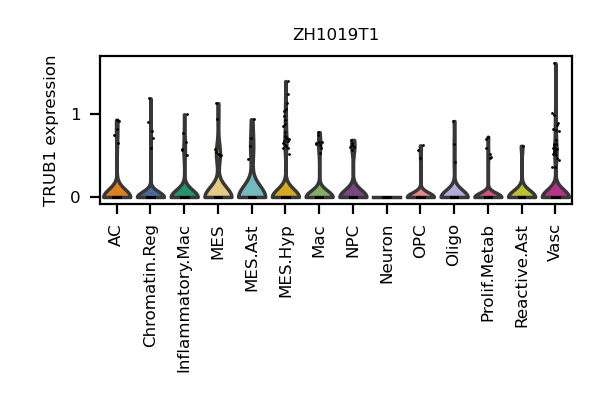 ZH1019T1
TRUB1 expression
1
0
AC
Chromatin.Reg
Inflammatory.Mac
MES
MES.Ast
MES.Hyp
Mac
NPC
Neuron
OPC
Oligo
Prolif.Metab
Reactive.Ast
Vasc